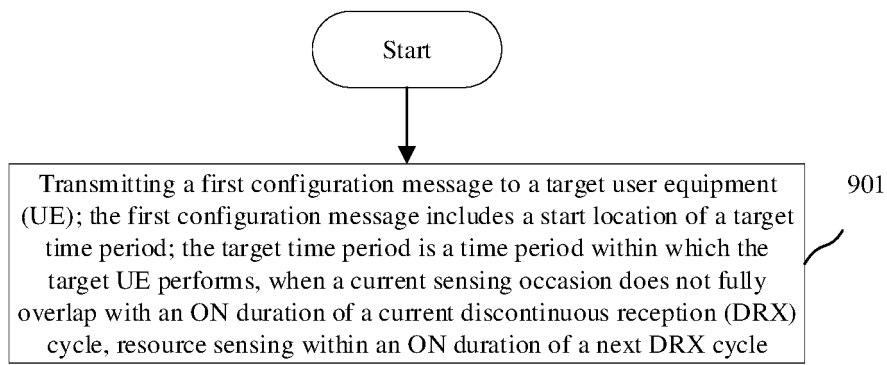 Start
Transmitting a first configuration message to a target user equipment
(UE); the first configuration message includes a start location of a target
time period; the target time period is a time period within which the
target UE performs, when a current sensing occasion does not fully
overlap with an ON duration of a current discontinuous reception (DRX)
cycle, resource sensing within an ON duration of a next DRX cycle
901